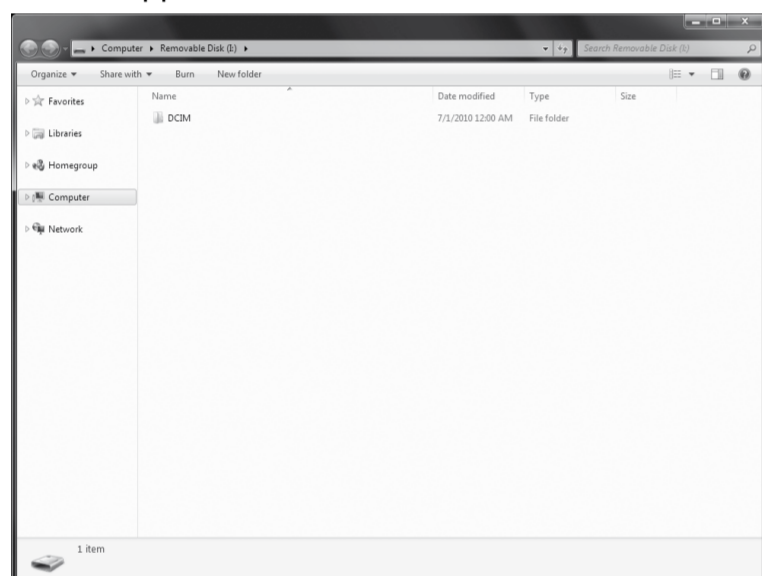 Computer ▸ Removable Disk (I:) ▸ Search Removable Disk (I:)
Organize Share with Burn New folder
Name Date modified Type Size
DCIM 7/1/2010 12:00 AM File folder
Favorites
Libraries
Homegroup
Computer
Network
1 item